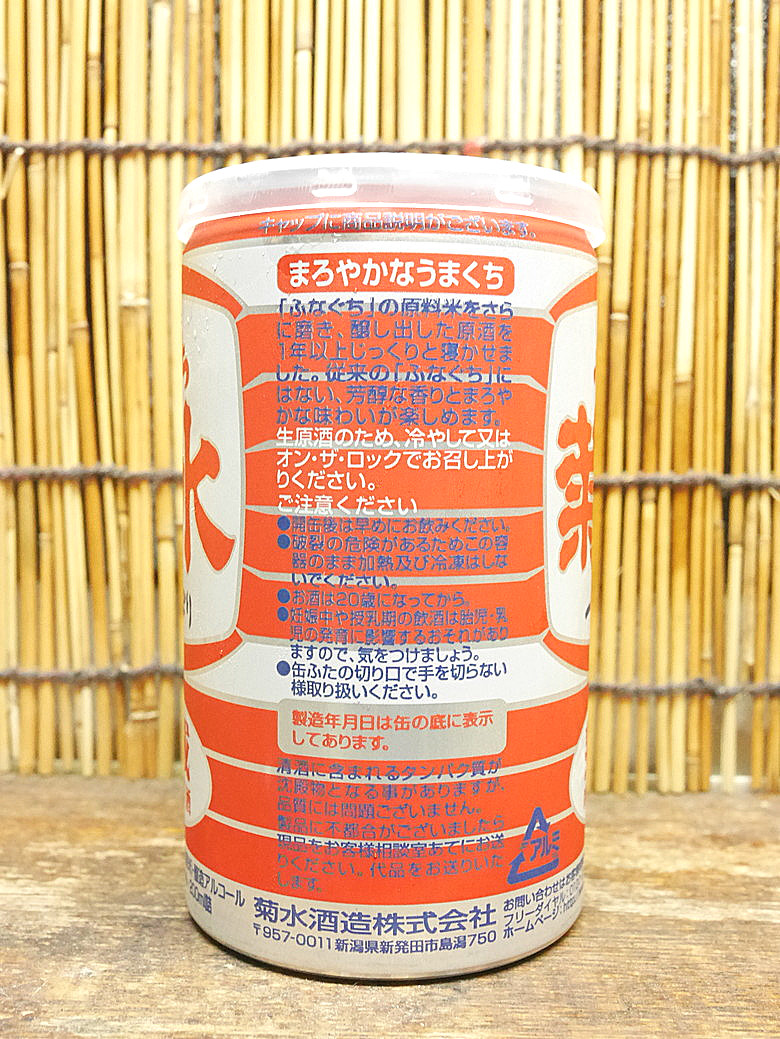 キャップに商品説明がございます。
まろやかなうまくち
「ふなぐち」の原料米をさら
に磨き、醸し出した原酒を
1年以上じっくりと寝かせま
した。従来の「ふなぐち」に
はない、芳醇な香りとまろや
かな味わいが楽しめます。
生原酒のため、冷やして又は
オン・ザ・ロックでお召し上が
りください。
ご注意ください
●開缶後は早めにお飲みください。
●破裂の危険があるためこの容
器のまま加熱及び冷凍はしな
いでください。
●お酒は20歳になってから。
●妊娠中や授乳期の飲酒は胎児・乳
児の発育に影響するおそれがあり
ますので、気をつけましょう。
●缶ふたの切り口で手を切らない
様取り扱いください。
製造年月日は缶の底に表示
してあります。
清酒に含まれるタンパク質が
沈殿物となる事がありますが、
品質には問題ございません。
製品に不都合がございましたら
現品をお客様相談室あてにお送
りください。代品をお送りいた
します。
アルミ
醸造アルコール
菊水酒造株式会社
〒957-0011新潟県新発田市島潟750
お問い合わせはお客様
フリーダイヤル
ホームページ
水
酒